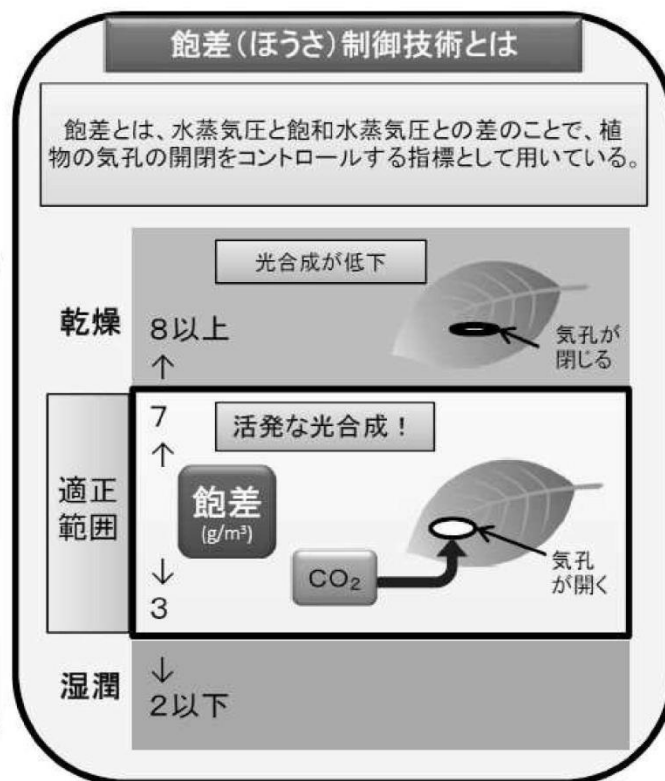 飽差(ほうさ)制御技術とは
飽差とは、水蒸気圧と飽和水蒸気圧との差のことで、植
物の気孔の開閉をコントロールする指標として用いている。
光合成が低下
乾燥
8以上
↑
気孔が
閉じる
適正
範囲
7
↑
活発な光合成！
飽差
(g/m³)
CO₂
気孔
が開く
↓
3
湿潤
↓
2以下